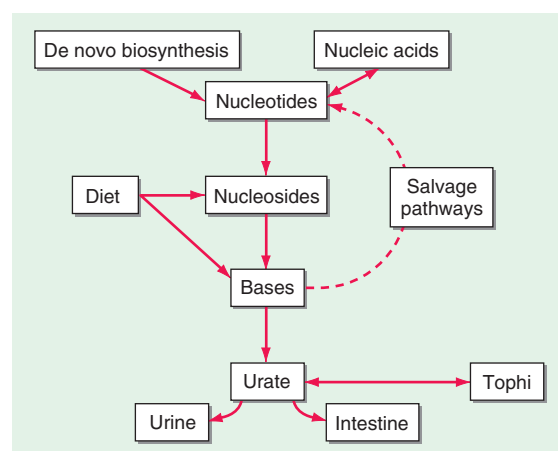 De novo biosynthesis
Nucleic acids
Nucleotides
Diet
Nucleosides
Salvage
pathways
Bases
Urate
Tophi
Urine
Intestine